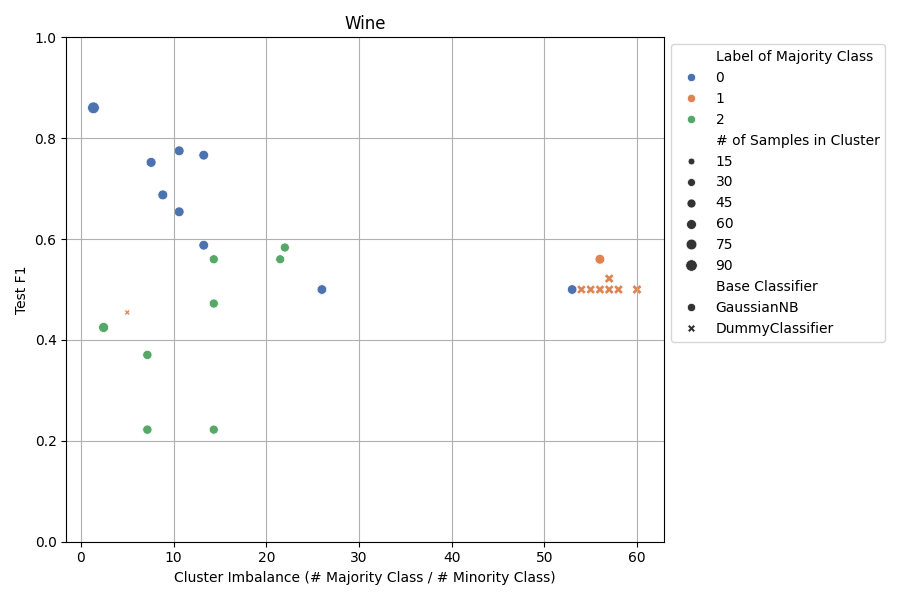 Wine
1.0
0.8
0.6
0.4
0.2
0.0
Test F1
0
10
20
30
40
50
60
Cluster Imbalance (# Majority Class / # Minority Class)
Label of Majority Class
0
1
2
# of Samples in Cluster
15
30
45
60
75
90
Base Classifier
GaussianNB
DummyClassifier